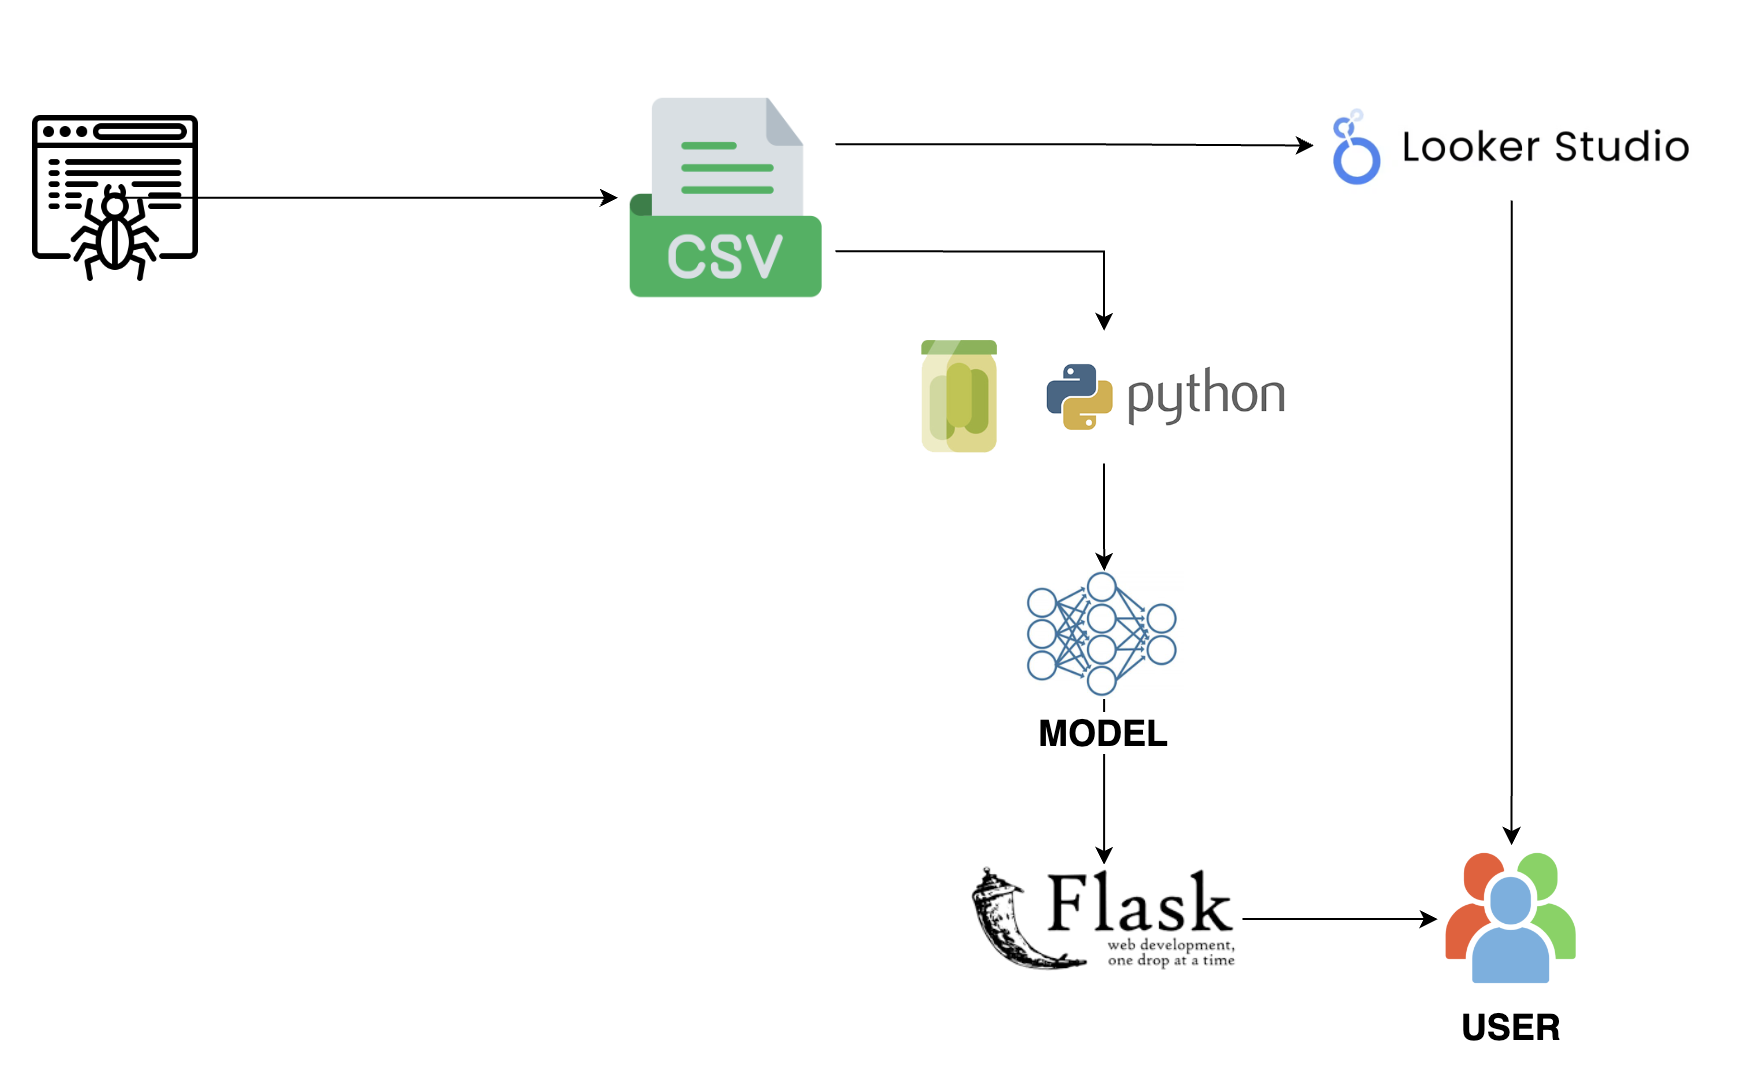 Looker Studio
CSV
python
MODEL
Flask
web development,
one drop at a time
USER